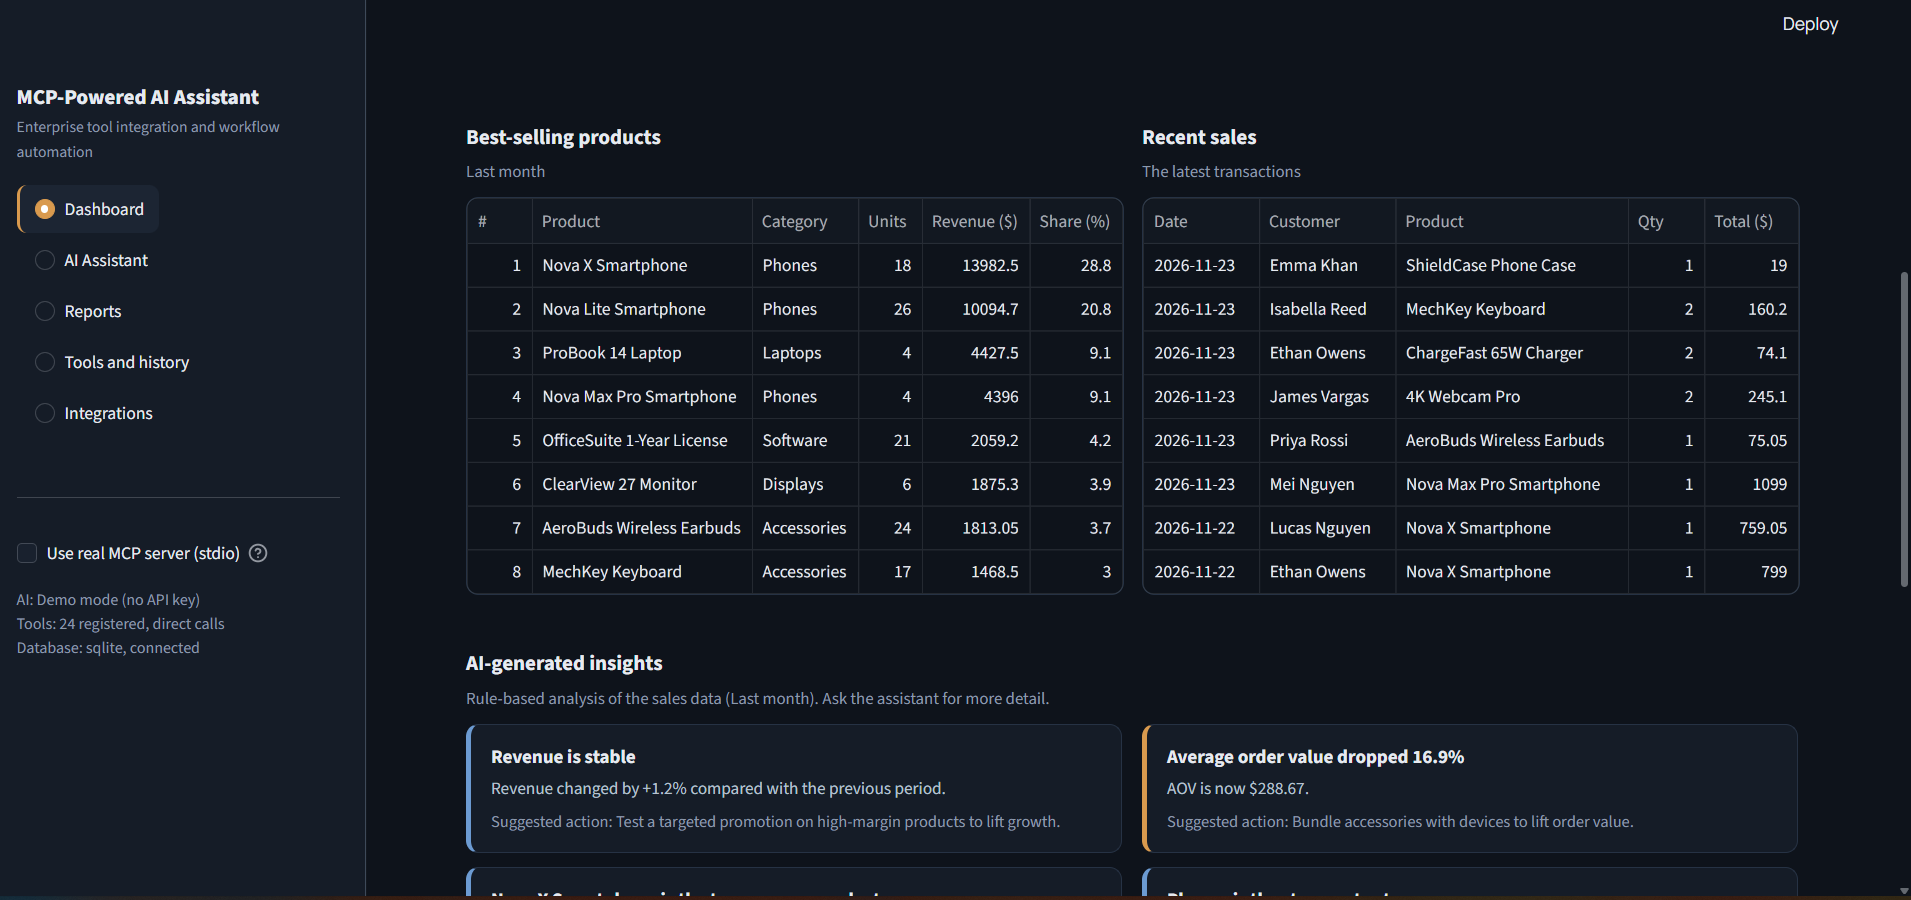 Deploy
MCP-Powered AI Assistant
Enterprise tool integration and workflow
automation
Dashboard
AI Assistant
Reports
Tools and history
Integrations
Use real MCP server (stdio)
AI: Demo mode (no API key)
Tools: 24 registered, direct calls
Database: sqlite, connected
Best-selling products
Last month
# Product Category Units Revenue ($) Share (%)
1 Nova X Smartphone Phones 18 13982.5 28.8
2 Nova Lite Smartphone Phones 26 10094.7 20.8
3 ProBook 14 Laptop Laptops 4 4427.5 9.1
4 Nova Max Pro Smartphone Phones 4 4396 9.1
5 OfficeSuite 1-Year License Software 21 2059.2 4.2
6 ClearView 27 Monitor Displays 6 1875.3 3.9
7 AeroBuds Wireless Earbuds Accessories 24 1813.05 3.7
8 MechKey Keyboard Accessories 17 1468.5 3
Recent sales
The latest transactions
Date Customer Product Qty Total ($)
2026-11-23 Emma Khan ShieldCase Phone Case 1 19
2026-11-23 Isabella Reed MechKey Keyboard 2 160.2
2026-11-23 Ethan Owens ChargeFast 65W Charger 2 74.1
2026-11-23 James Vargas 4K Webcam Pro 2 245.1
2026-11-23 Priya Rossi AeroBuds Wireless Earbuds 1 75.05
2026-11-23 Mei Nguyen Nova Max Pro Smartphone 1 1099
2026-11-22 Lucas Nguyen Nova X Smartphone 1 759.05
2026-11-22 Ethan Owens Nova X Smartphone 1 799
AI-generated insights
Rule-based analysis of the sales data (Last month). Ask the assistant for more detail.
Revenue is stable
Revenue changed by +1.2% compared with the previous period.
Suggested action: Test a targeted promotion on high-margin products to lift growth.
Average order value dropped 16.9%
AOV is now $288.67.
Suggested action: Bundle accessories with devices to lift order value.